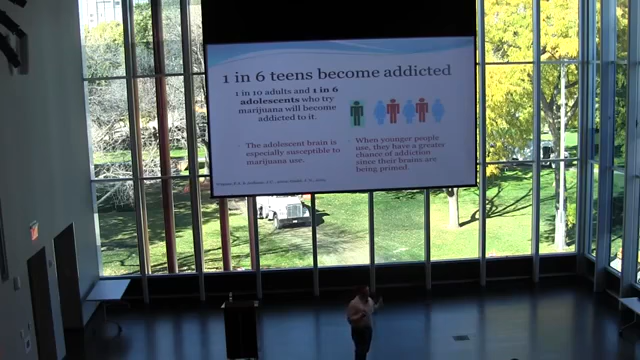 1 in 6 teens become addicted
1 in 10 adults and 1 in 6
adolescents who try
marijuana will become
addicted to it.
The adolescent brain is
especially susceptible to
marijuana use.
When younger people
use, they have a greater
chance of addiction
since their brains are
being primed.